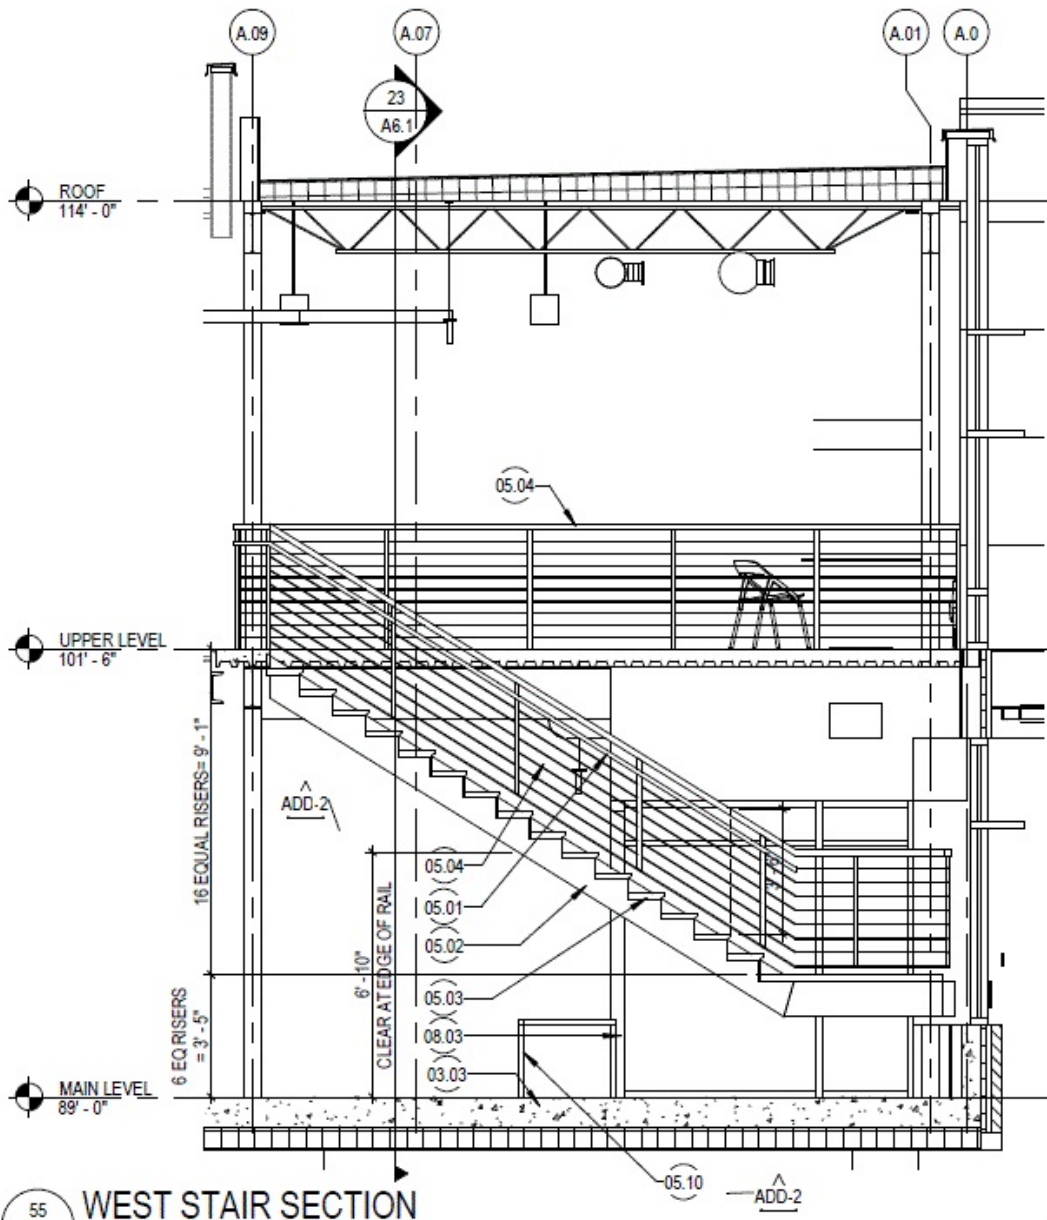 A.09
A.07
A.01
A.0
23
A6.1
ROOF
114' - 0"
05.04
UPPER LEVEL
101' - 6"
16 EQUAL RISERS= 9' - 1"
ADD-2
05.04
05.01
05.02
6' - 10"
CLEAR AT EDGE OF RAIL
05.03
6 EQ RISERS
= 3' - 5"
08.03
03.03
MAIN LEVEL
89' - 0"
05.10
ADD-2
55
WEST STAIR SECTION